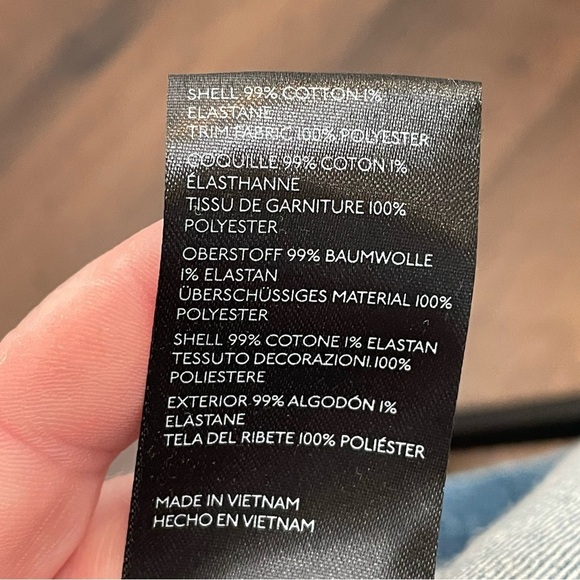 SHELL 99% COTTON 1%
ELASTANE
TRIM FABRIC 100% POLYESTER
COQUILLE 99% COTON 1%
ÉLASTHANNE
TISSU DE GARNITURE 100%
POLYESTER
OBERSTOFF 99% BAUMWOLLE
1% ELASTAN
ÜBERSCHÜSSIGES MATERIAL 100%
POLYESTER
SHELL 99% COTONE 1% ELASTAN
TESSUTO DECORAZIONI.100%
POLIESTERE
EXTERIOR 99% ALGODÓN 1%
ELASTANE
TELA DEL RIBETE 100% POLIÉSTER
MADE IN VIETNAM
HECHO EN VIETNAM